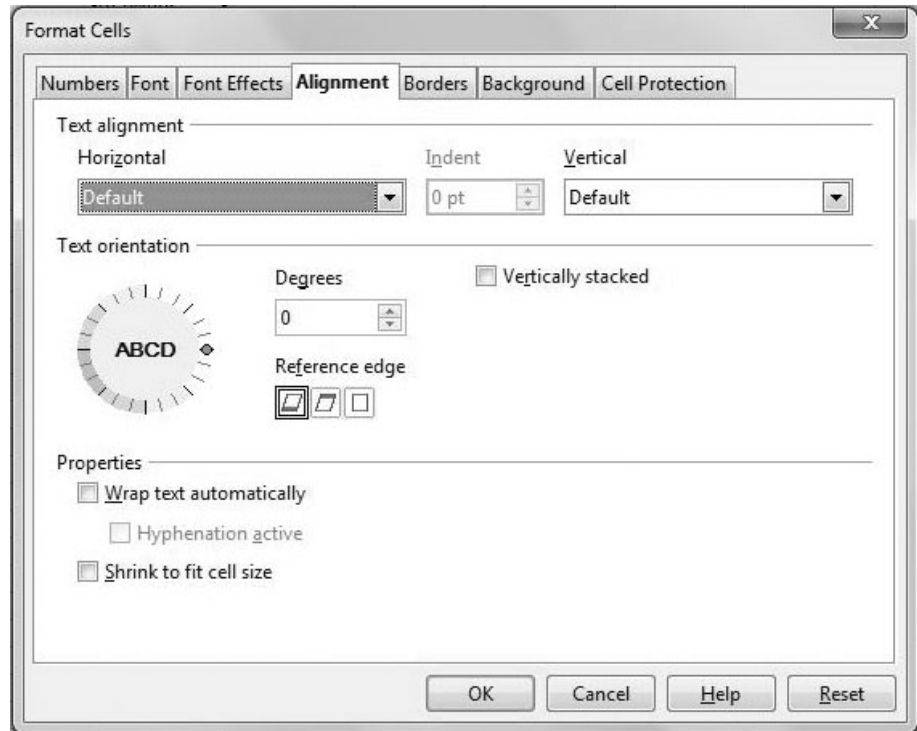 Format Cells
Numbers Font Font Effects Alignment Borders Background Cell Protection
Text alignment
Horizontal Indent Vertical
Default 0 pt Default
Text orientation
Degrees Vertically stacked
0
ABCD
Reference edge
Properties
Wrap text automatically
Hyphenation active
Shrink to fit cell size
OK Cancel Help Reset